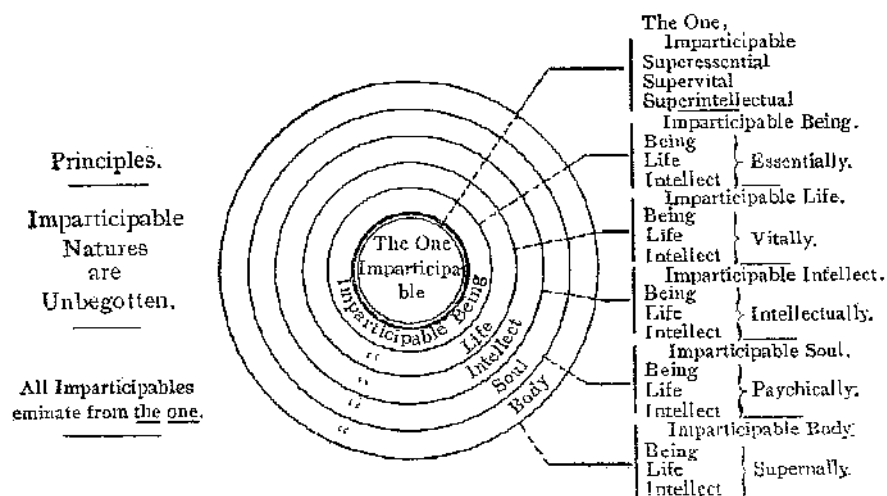 Principles.
Imparticipable
Natures
are
Unbegotten.
All Imparticipables
eminate from the one.
The One
Imparticipa
ble
Imparticipable Being
" Life
" Intellect
" Soul
" Body
The One,
Imparticipable
Superessential
Supervital
Superintellectual
Imparticipable Being.
Being
Life } Essentially.
Intellect
Imparticipable Life.
Being
Life } Vitally.
Intellect
Imparticipable Intellect.
Being
Life } Intellectually.
Intellect
Imparticipable Soul.
Being
Life } Paychically.
Intellect
Imparticipable Body.
Being
Life } Supernally.
Intellect